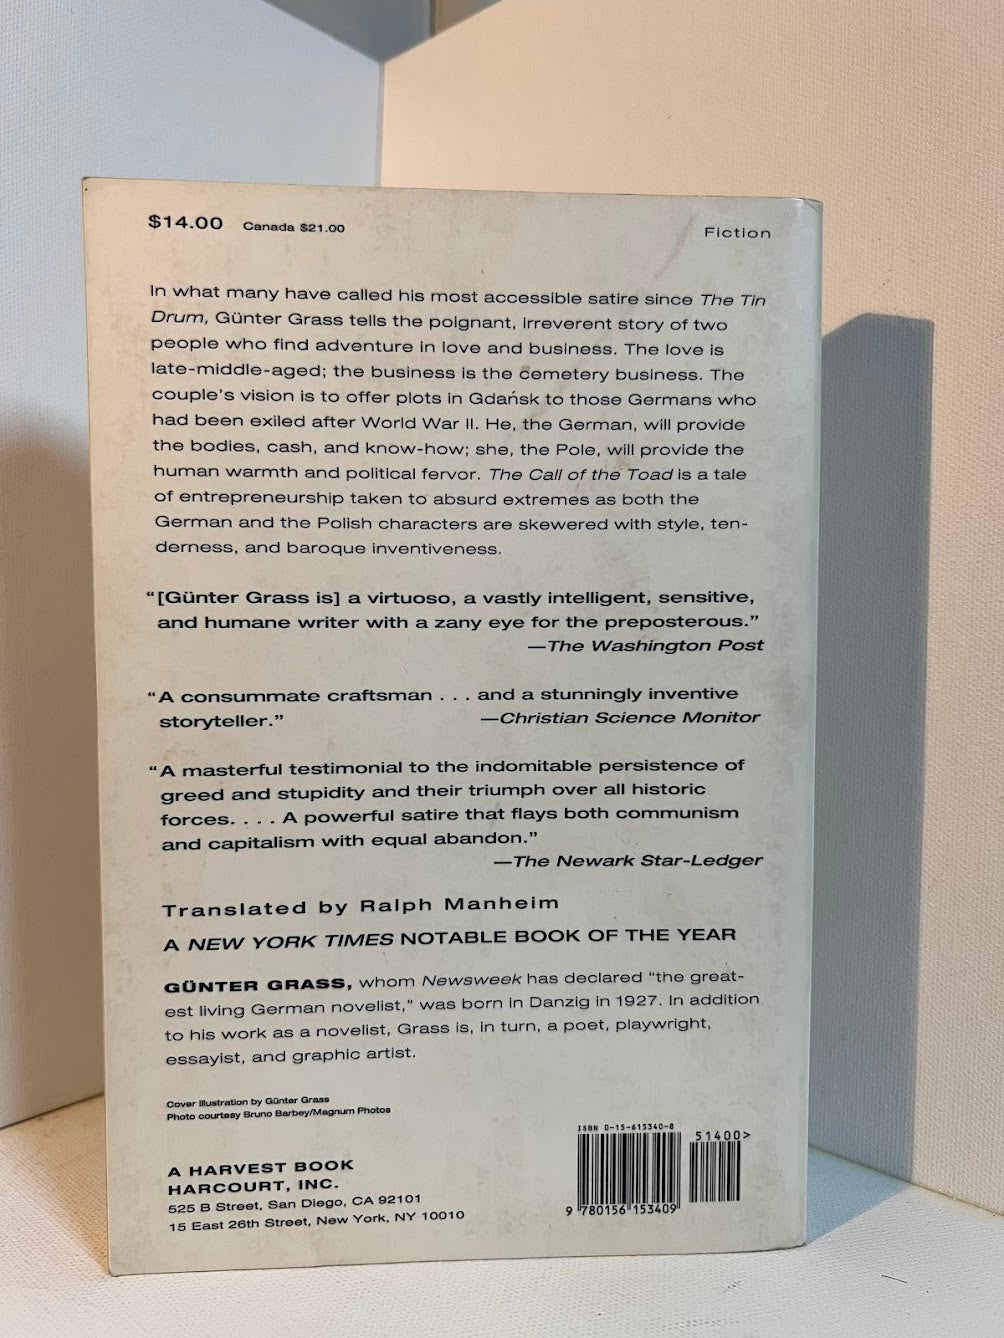 $14.00 Canada $21.00 Fiction
In what many have called his most accessible satire since The Tin
Drum, Günter Grass tells the poignant, irreverent story of two
people who find adventure in love and business. The love is
late-middle-aged; the business is the cemetery business. The
couple's vision is to offer plots in Gdańsk to those Germans who
had been exiled after World War II. He, the German, will provide
the bodies, cash, and know-how; she, the Pole, will provide the
human warmth and political fervor. The Call of the Toad is a tale
of entrepreneurship taken to absurd extremes as both the
German and the Polish characters are skewered with style, ten-
derness, and baroque inventiveness.
"[Günter Grass is] a virtuoso, a vastly intelligent, sensitive,
and humane writer with a zany eye for the preposterous."
—The Washington Post
"A consummate craftsman . . . and a stunningly inventive
storyteller." —Christian Science Monitor
"A masterful testimonial to the indomitable persistence of
greed and stupidity and their triumph over all historic
forces. . . . A powerful satire that flays both communism
and capitalism with equal abandon."
—The Newark Star-Ledger
Translated by Ralph Manheim
A NEW YORK TIMES NOTABLE BOOK OF THE YEAR
GÜNTER GRASS, whom Newsweek has declared "the great-
est living German novelist," was born in Danzig in 1927. In addition
to his work as a novelist, Grass is, in turn, a poet, playwright,
essayist, and graphic artist.
Cover illustration by Günter Grass
Photo courtesy Bruno Barbey/Magnum Photos
A HARVEST BOOK
HARCOURT, INC.
525 B Street, San Diego, CA 92101
15 East 26th Street, New York, NY 10010
ISBN 0-15-615340-8
51400>
9 780156 153409